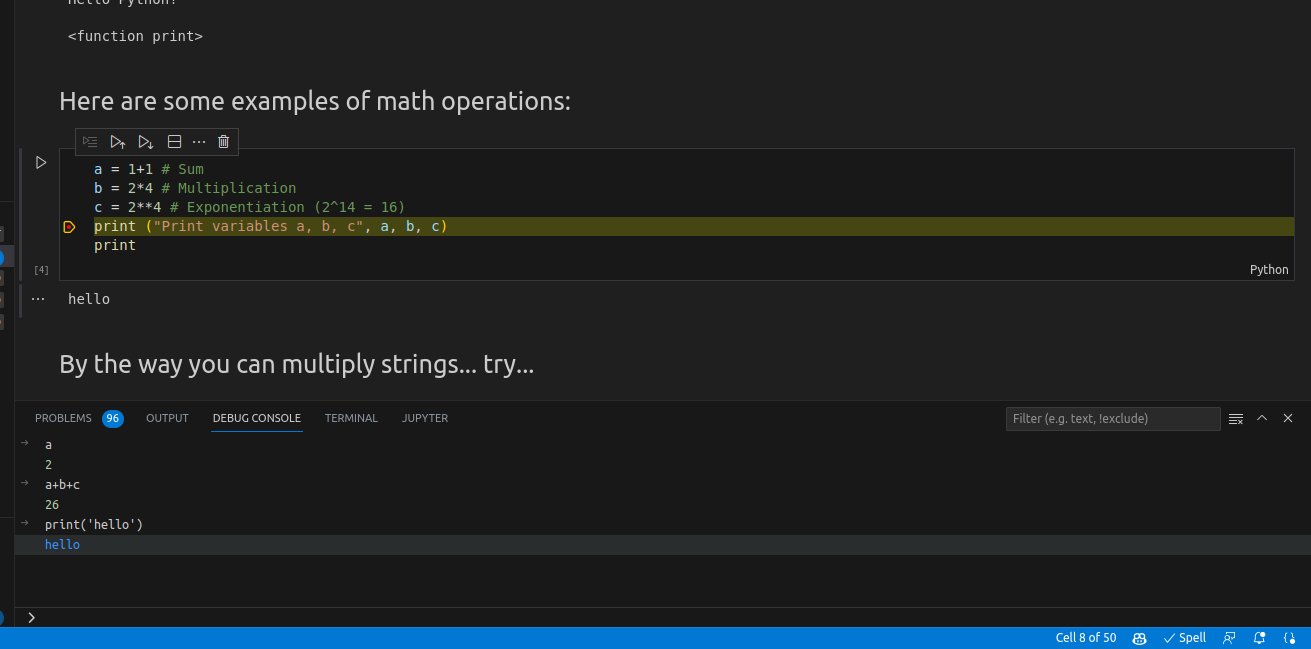 Hello Python!
<function print>
Here are some examples of math operations:
a = 1+1 # Sum
b = 2*4 # Multiplication
c = 2**4 # Exponentiation (2^14 = 16)
print ("Print variables a, b, c", a, b, c)
print
[4]
Python
hello
By the way you can multiply strings... try...
PROBLEMS 96 OUTPUT DEBUG CONSOLE TERMINAL JUPYTER Filter (e.g. text, !exclude)
a
2
a+b+c
26
print('hello')
hello
Cell 8 of 50 Spell